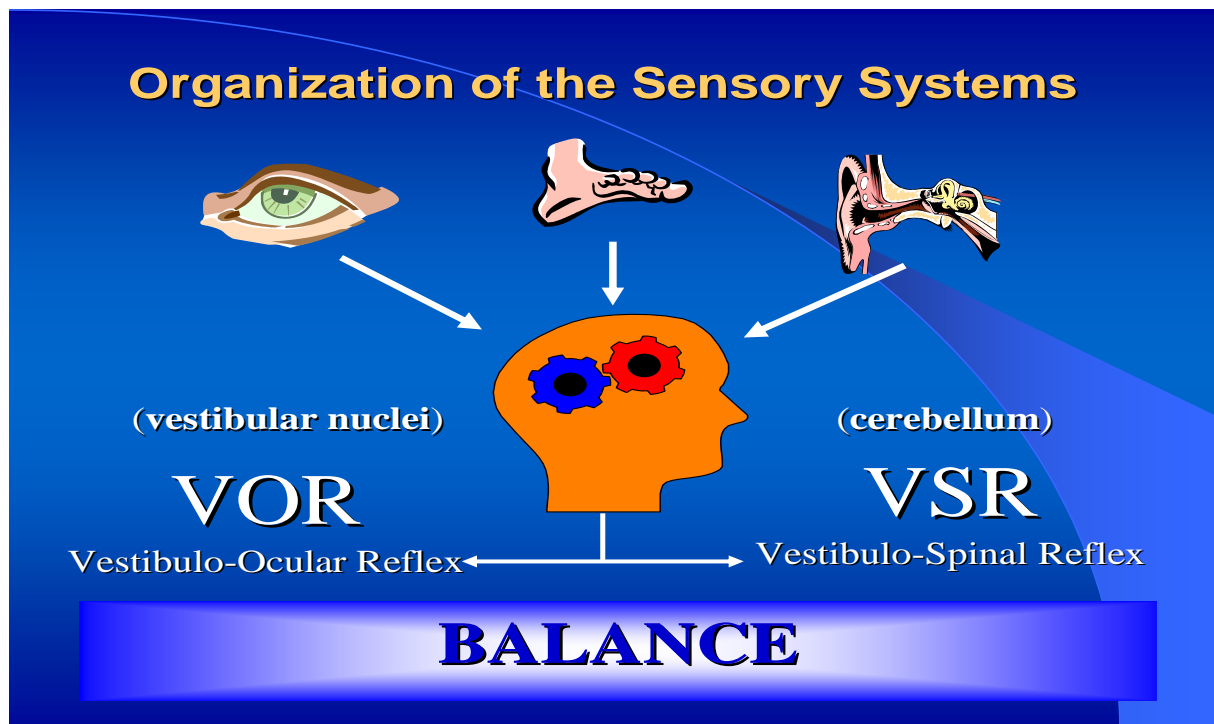 Organization of the Sensory Systems
(vestibular nuclei)
(cerebellum)
VOR
VSR
Vestibulo-Ocular Reflex
Vestibulo-Spinal Reflex
BALANCE